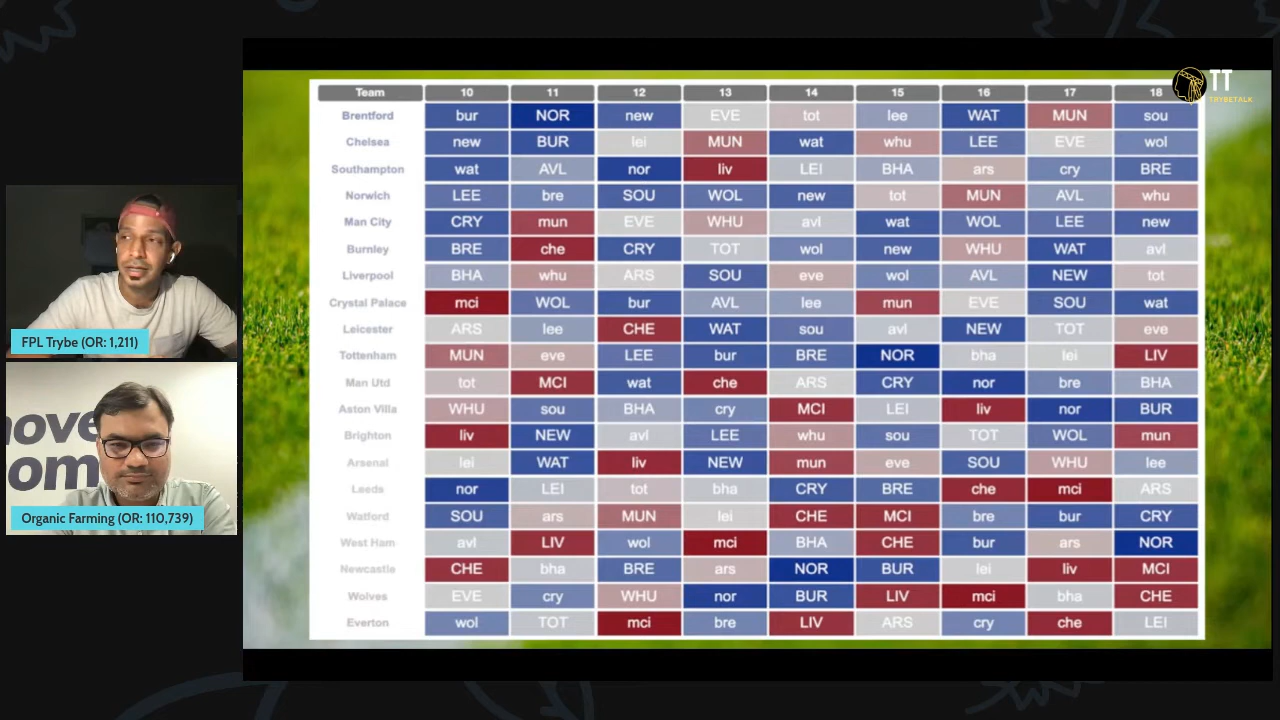 TT
TRYBETALK
Team 10 11 12 13 14 15 16 17 18
Brentford bur NOR new EVE tot lee WAT MUN sou
Chelsea new BUR lei MUN wat whu LEE EVE wol
Southampton wat AVL nor liv LEI BHA ars cry BRE
Norwich LEE bre SOU WOL new tot MUN AVL whu
Man City CRY mun EVE WHU avl wat WOL LEE new
Burnley BRE che CRY TOT wol new WHU WAT avl
Liverpool BHA whu ARS SOU eve wol AVL NEW tot
Crystal Palace mci WOL bur AVL lee mun EVE SOU wat
Leicester ARS lee CHE WAT sou avl NEW TOT eve
Tottenham MUN eve LEE bur BRE NOR bha lei LIV
Man Utd tot MCI wat che ARS CRY nor bre BHA
Aston Villa WHU sou BHA cry MCI LEI liv nor BUR
Brighton liv NEW avl LEE whu sou TOT WOL mun
Arsenal lei WAT liv NEW mun eve SOU WHU lee
Leeds nor LEI tot bha CRY BRE che mci ARS
Watford SOU ars MUN lei CHE MCI bre bur CRY
West Ham avl LIV wol mci BHA CHE bur ars NOR
Newcastle CHE bha BRE ars NOR BUR lei liv MCI
Wolves EVE cry WHU nor BUR LIV mci bha CHE
Everton wol TOT mci bre LIV ARS cry che LEI
FPL Trybe (OR: 1,211)
move
om
Organic Farming (OR: 110,739)